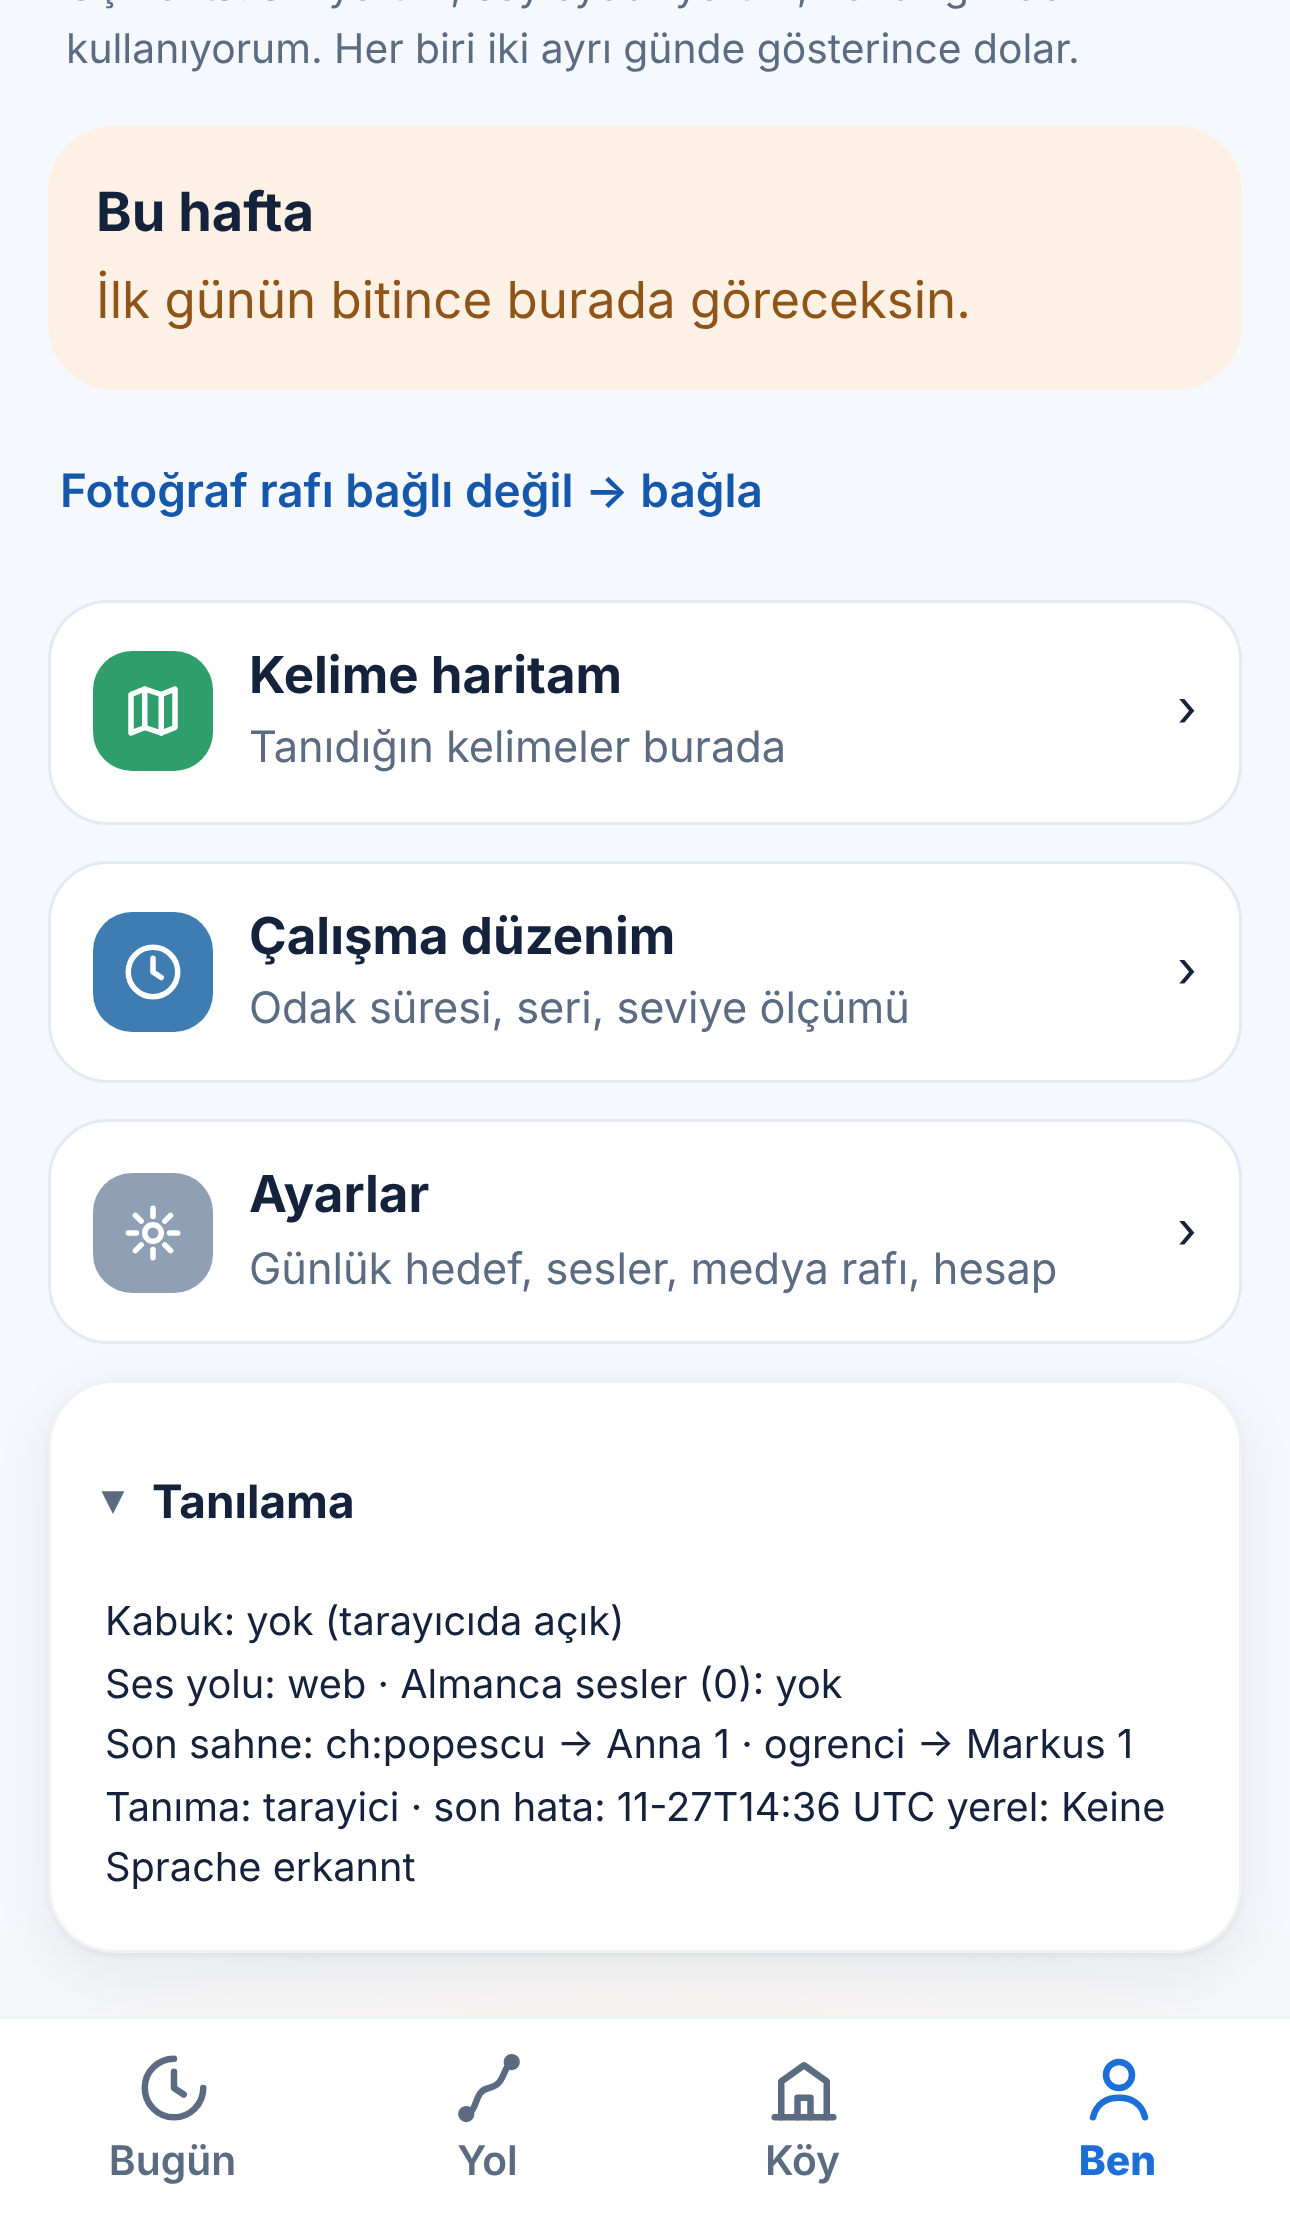 kullanıyorum. Her biri iki ayrı günde gösterince dolar.
Bu hafta
İlk günün bitince burada göreceksin.
Fotoğraf rafı bağlı değil → bağla
Kelime haritam
Tanıdığın kelimeler burada
Çalışma düzenim
Odak süresi, seri, seviye ölçümü
Ayarlar
Günlük hedef, sesler, medya rafı, hesap
▼ Tanılama
Kabuk: yok (tarayıcıda açık)
Ses yolu: web · Almanca sesler (0): yok
Son sahne: ch:popescu → Anna 1 · ogrenci → Markus 1
Tanıma: tarayici · son hata: 11-27T14:36 UTC yerel: Keine
Sprache erkannt
Bugün
Yol
Köy
Ben